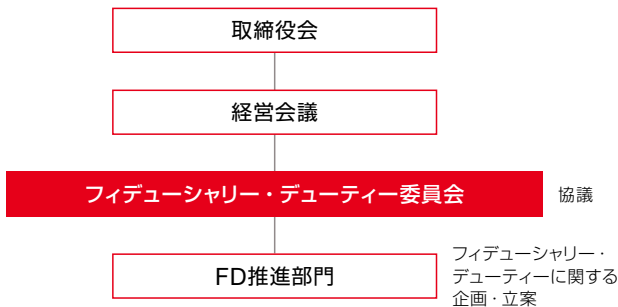 取締役会
経営会議
フィデューシャリー・デューティー委員会
協議
FD推進部門
フィデューシャリー・
デューティーに関する
企画・立案